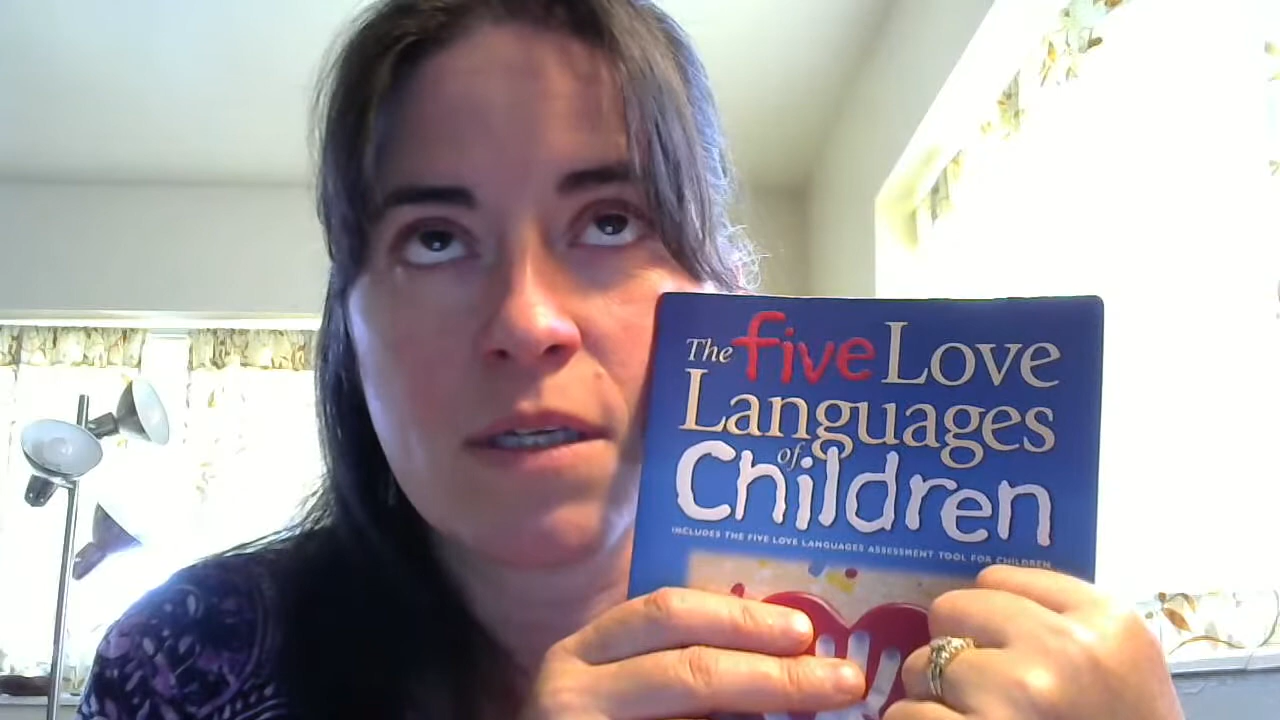 The five Love
Languages
of
Children
INCLUDES THE FIVE LOVE LANGUAGES ASSESSMENT TOOL FOR CHILDREN